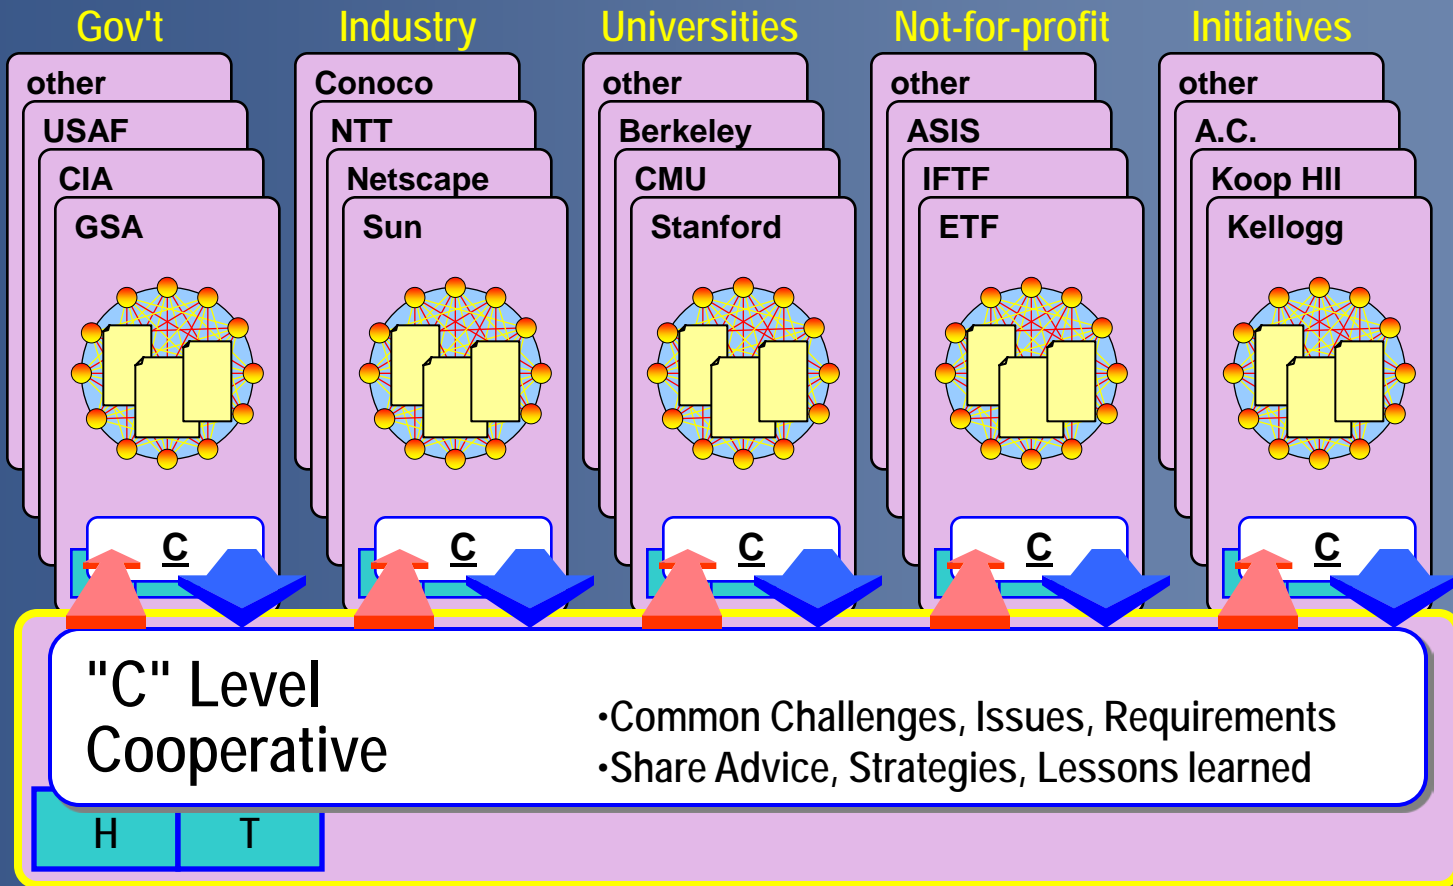 Gov't
Industry
Universities
Not-for-profit
Initiatives
other
USAF
CIA
GSA
Conoco
NTT
Netscape
Sun
other
Berkeley
CMU
Stanford
other
ASIS
IFTF
ETF
other
A.C.
Koop HII
Kellogg
C
C
C
C
C
"C" Level
Cooperative
•Common Challenges, Issues, Requirements
•Share Advice, Strategies, Lessons learned
H
T